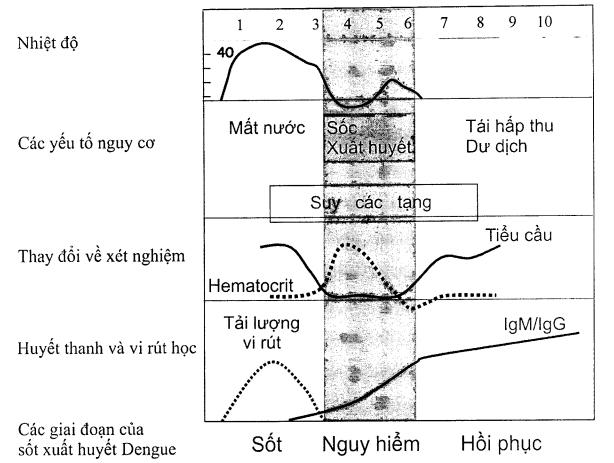 1 2 3 4 5 6 7 8 9 10
Nhiệt độ
40
Mất nước
Sốc
Xuất huyết
Tái hấp thu
Dư dịch
Các yếu tố nguy cơ
Suy các tạng
Tiểu cầu
Thay đổi về xét nghiệm
Hematocrit
Tải lượng
vi rút
IgM/IgG
Huyết thanh và vi rút học
Các giai đoạn của
sốt xuất huyết Dengue
Sốt Nguy hiểm Hồi phục